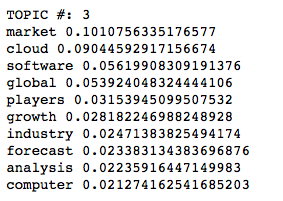 TOPIC #: 3
market 0.1010756335176577
cloud 0.09044592917156674
software 0.05619908309191376
global 0.053924048324444106
players 0.03153945099507532
growth 0.028182246988248928
industry 0.02471383825494174
forecast 0.023383134383696876
analysis 0.02235916447149983
computer 0.021274162541685203